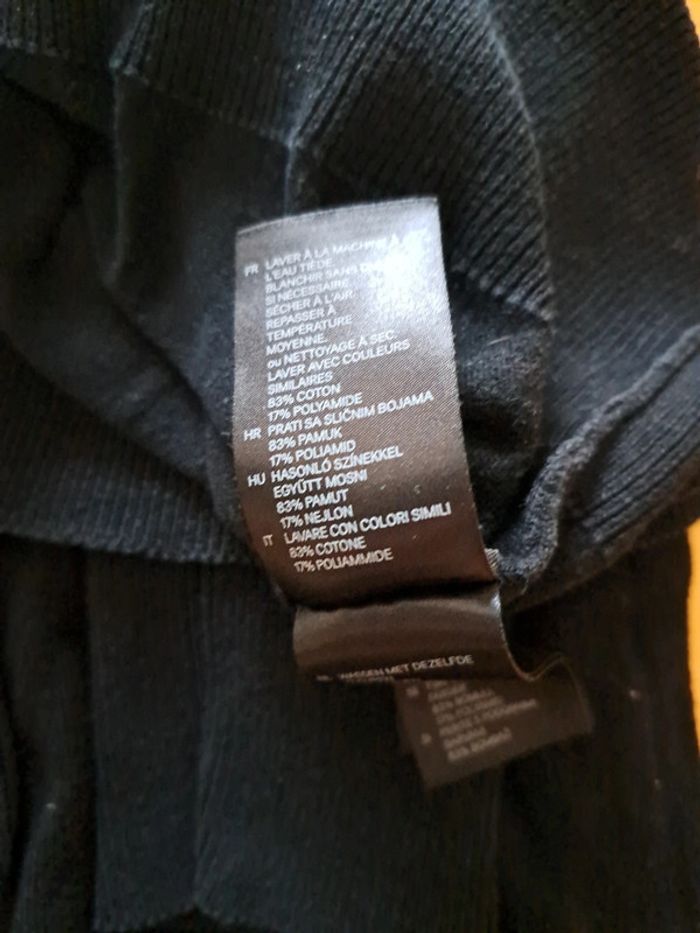 FR LAVER À LA MACHINE À
L'EAU TIÈDE.
BLANCHIR SANS
SI NÉCESSAIRE.
SÉCHER À L'AIR.
REPASSER À
TEMPÉRATURE
MOYENNE.
ou NETTOYAGE À SEC.
LAVER AVEC COULEURS
SIMILAIRES
83% COTON
17% POLYAMIDE
HR PRATI SA SLIČNIM BOJAMA
83% PAMUK
17% POLIAMID
HU HASONLÓ SZÍNEKKEL
EGYÜTT MOSNI
83% PAMUT
17% NEJLON
IT LAVARE CON COLORI SIMILI
83% COTONE
17% POLIAMMIDE
WASSEN MET DEZELFDE